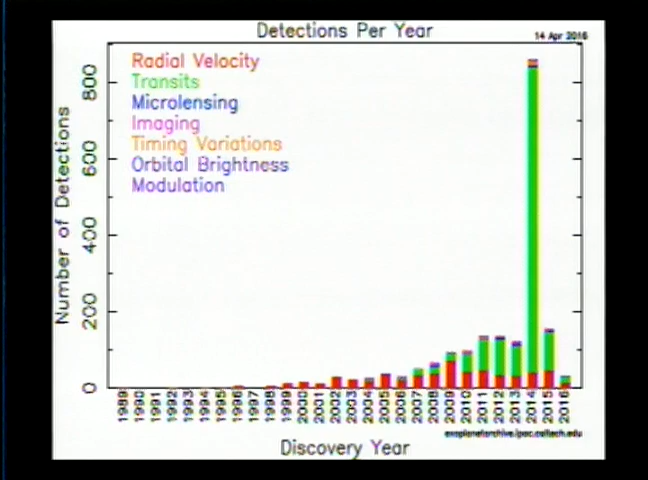 Detections Per Year
14 Apr 2016
Radial Velocity
Transits
Microlensing
Imaging
Timing Variations
Orbital Brightness
Modulation
Number of Detections
800
600
400
200
0
1989 1990 1991 1992 1993 1994 1995 1996 1997 1998 1999 2000 2001 2002 2003 2004 2005 2006 2007 2008 2009 2010 2011 2012 2013 2014 2015 2016
exoplanetarchive.ipac.caltech.edu
Discovery Year